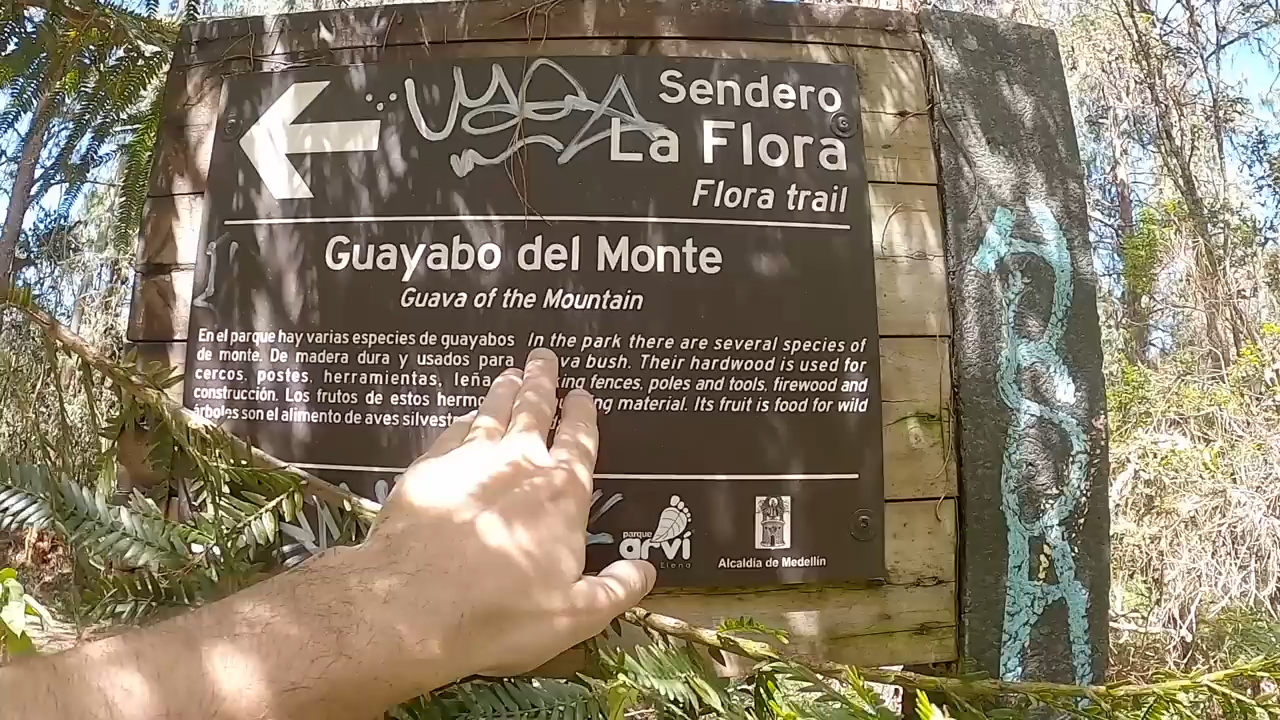 Sendero
La Flora
Flora trail
Guayabo del Monte
Guava of the Mountain
En el parque hay varias especies de guayabos
de monte. De madera dura y usados para
cercos, postes, herramientas, leña
construcción. Los frutos de estos
árboles son el alimento de aves
In the park there are several species of
bush. Their hardwood is used for
fences, poles and tools, firewood and
material. Its fruit is food for wild
parque
arví
Elena
Alcaldía de Medellín